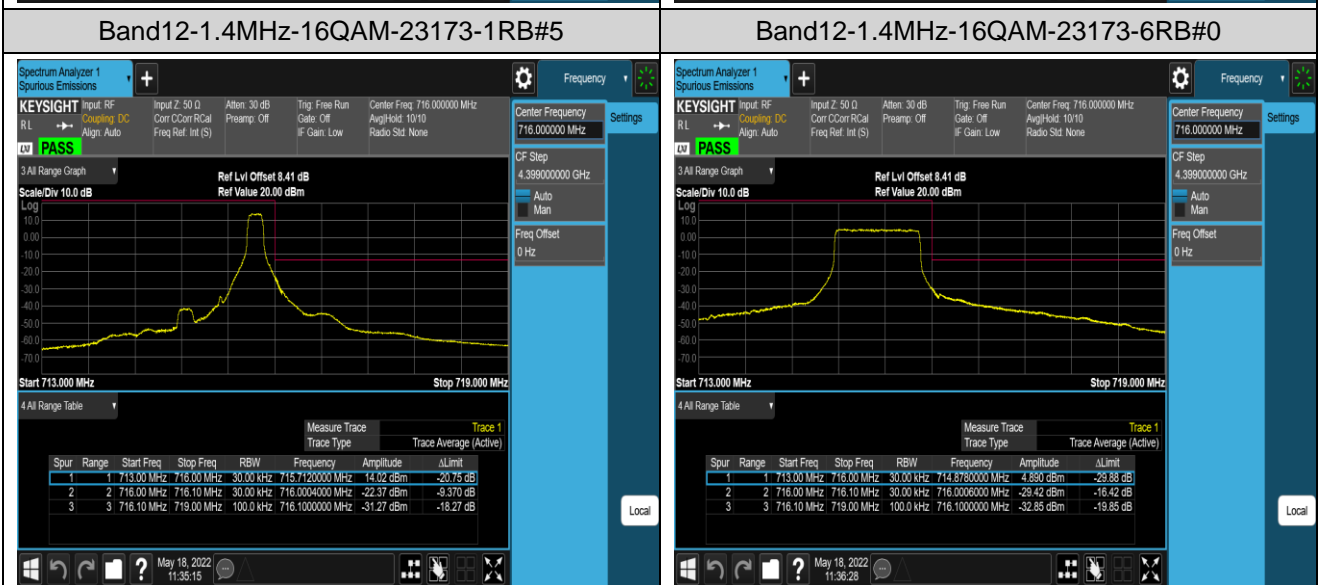 Band12-1.4MHz-16QAM-23173-1RB#5
Spectrum Analyzer 1
Spurious Emissions
+
Frequency
KEYSIGHT Input: RF Input Z: 50 Ω Atten: 30 dB Trig: Free Run Center Freq: 716.000000 MHz
RL Coupling: DC Corr CCorr RCal Preamp: Off Gate: Off Avg|Hold: 10/10
Align: Auto Freq Ref: Int (S) IF Gain: Low Radio Std: None
LXI PASS
Center Frequency
716.000000 MHz
Settings
CF Step
4.399000000 GHz
Auto
Man
Freq Offset
0 Hz
3 All Range Graph
Ref Lvl Offset 8.41 dB
Scale/Div 10.0 dB Ref Value 20.00 dBm
Log
10.0
0.00
-10.0
-20.0
-30.0
-40.0
-50.0
-60.0
-70.0
Start 713.000 MHz Stop 719.000 MHz
4 All Range Table
Measure Trace Trace 1
Trace Type Trace Average (Active)
Spur Range Start Freq Stop Freq RBW Frequency Amplitude ΔLimit
1 1 713.00 MHz 716.00 MHz 30.00 kHz 715.7120000 MHz 14.02 dBm -20.75 dB
2 2 716.00 MHz 716.10 MHz 30.00 kHz 716.0004000 MHz -22.37 dBm -9.370 dB
3 3 716.10 MHz 719.00 MHz 100.0 kHz 716.1000000 MHz -31.27 dBm -18.27 dB
Local
? May 18, 2022
11:35:15
Band12-1.4MHz-16QAM-23173-6RB#0
Spectrum Analyzer 1
Spurious Emissions
+
Frequency
KEYSIGHT Input: RF Input Z: 50 Ω Atten: 30 dB Trig: Free Run Center Freq: 716.000000 MHz
RL Coupling: DC Corr CCorr RCal Preamp: Off Gate: Off Avg|Hold: 10/10
Align: Auto Freq Ref: Int (S) IF Gain: Low Radio Std: None
LXI PASS
Center Frequency
716.000000 MHz
Settings
CF Step
4.399000000 GHz
Auto
Man
Freq Offset
0 Hz
3 All Range Graph
Ref Lvl Offset 8.41 dB
Scale/Div 10.0 dB Ref Value 20.00 dBm
Log
10.0
0.00
-10.0
-20.0
-30.0
-40.0
-50.0
-60.0
-70.0
Start 713.000 MHz Stop 719.000 MHz
4 All Range Table
Measure Trace Trace 1
Trace Type Trace Average (Active)
Spur Range Start Freq Stop Freq RBW Frequency Amplitude ΔLimit
1 1 713.00 MHz 716.00 MHz 30.00 kHz 714.8780000 MHz 4.890 dBm -29.88 dB
2 2 716.00 MHz 716.10 MHz 30.00 kHz 716.0006000 MHz -29.42 dBm -16.42 dB
3 3 716.10 MHz 719.00 MHz 100.0 kHz 716.1000000 MHz -32.85 dBm -19.85 dB
Local
? May 18, 2022
11:36:28